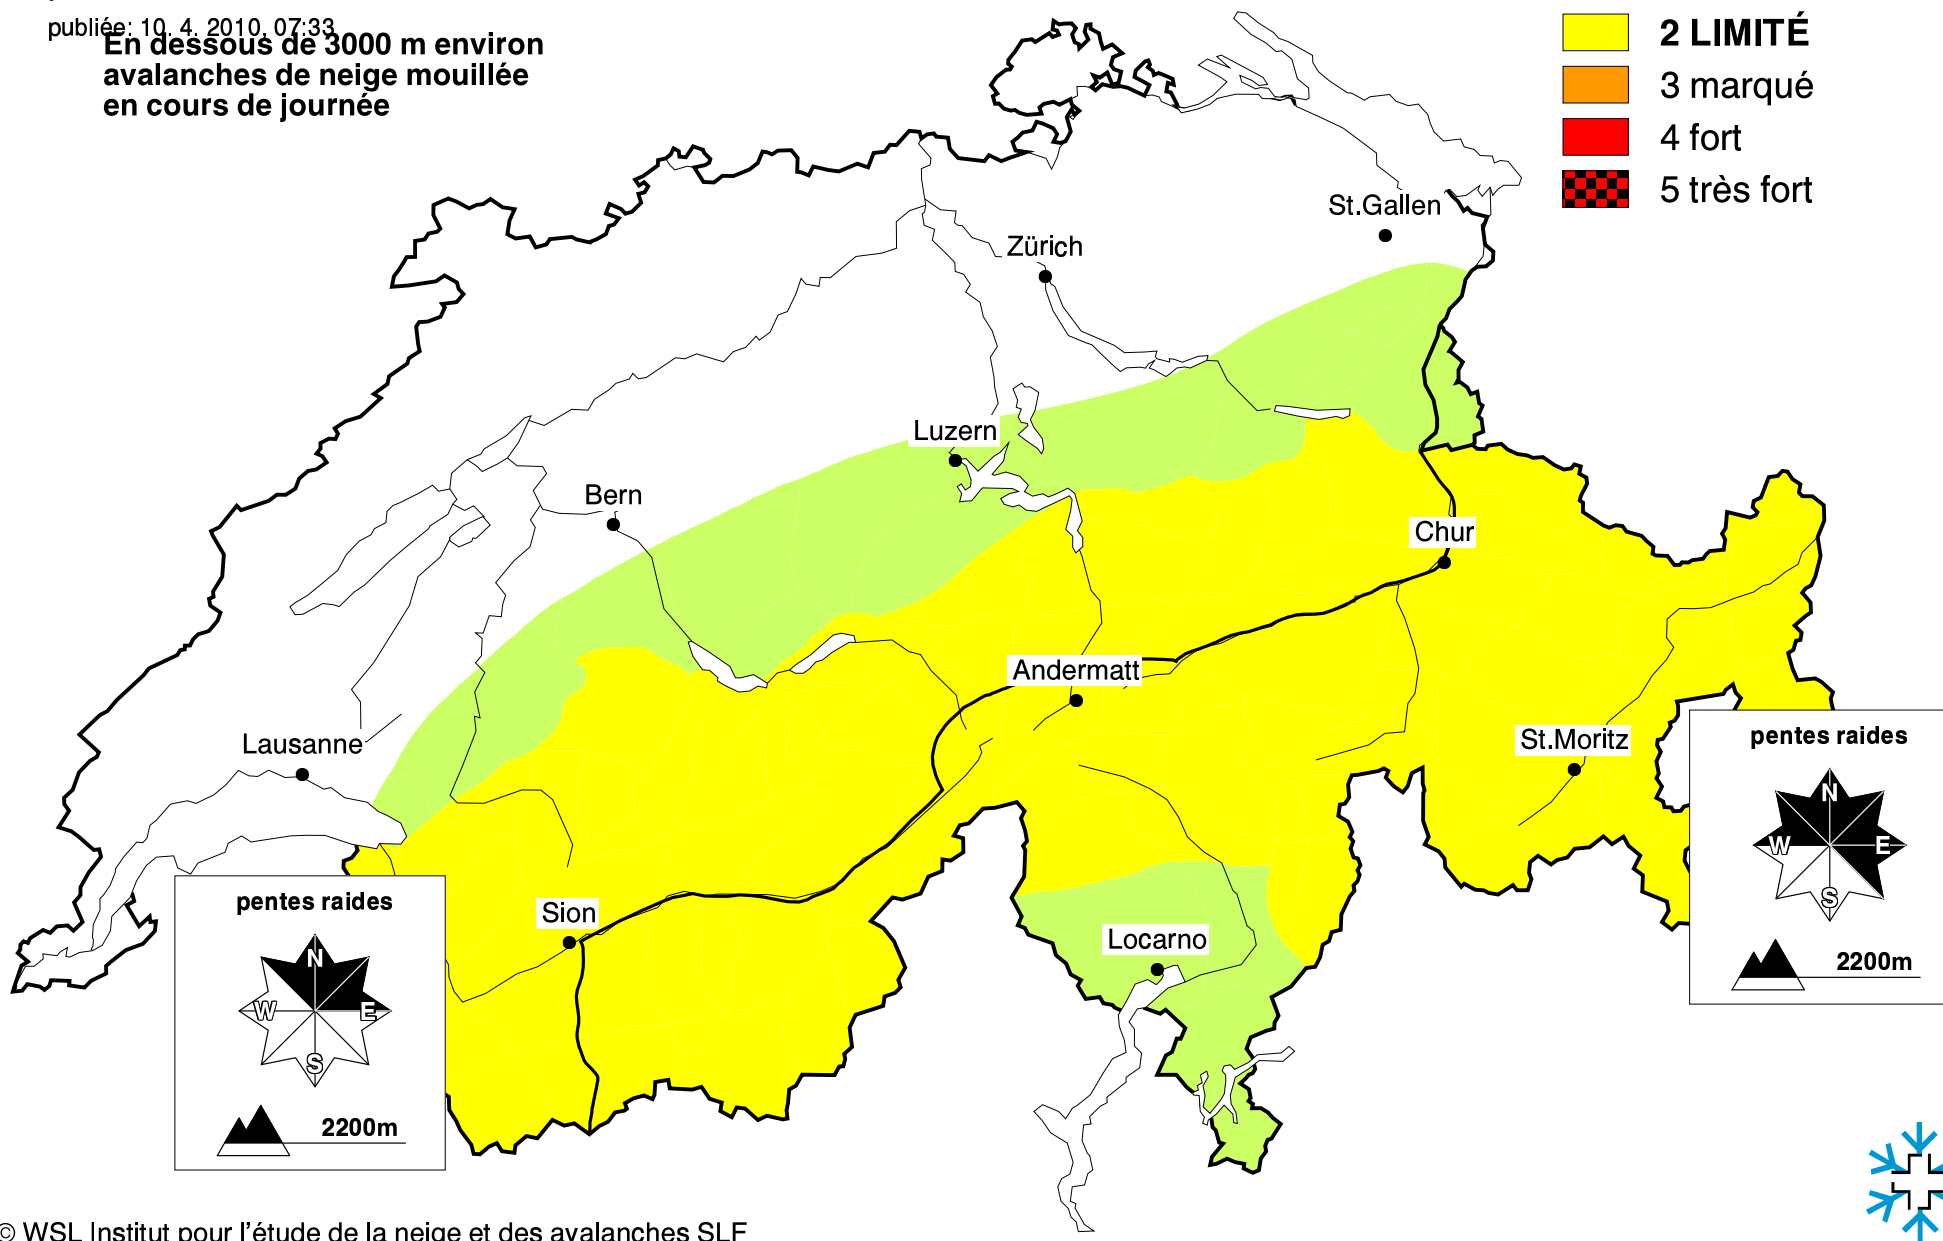 publiée: 10. 4. 2010, 07:33
En dessous de 3000 m environ
avalanches de neige mouillée
en cours de journée
2 LIMITÉ
3 marqué
4 fort
5 très fort
St.Gallen
Zürich
Luzern
Bern
Chur
Andermatt
Lausanne
St.Moritz
Sion
Locarno
pentes raides
N
W
E
S
2200m
pentes raides
N
W
E
S
2200m
© WSL Institut pour l'étude de la neige et des avalanches SLF